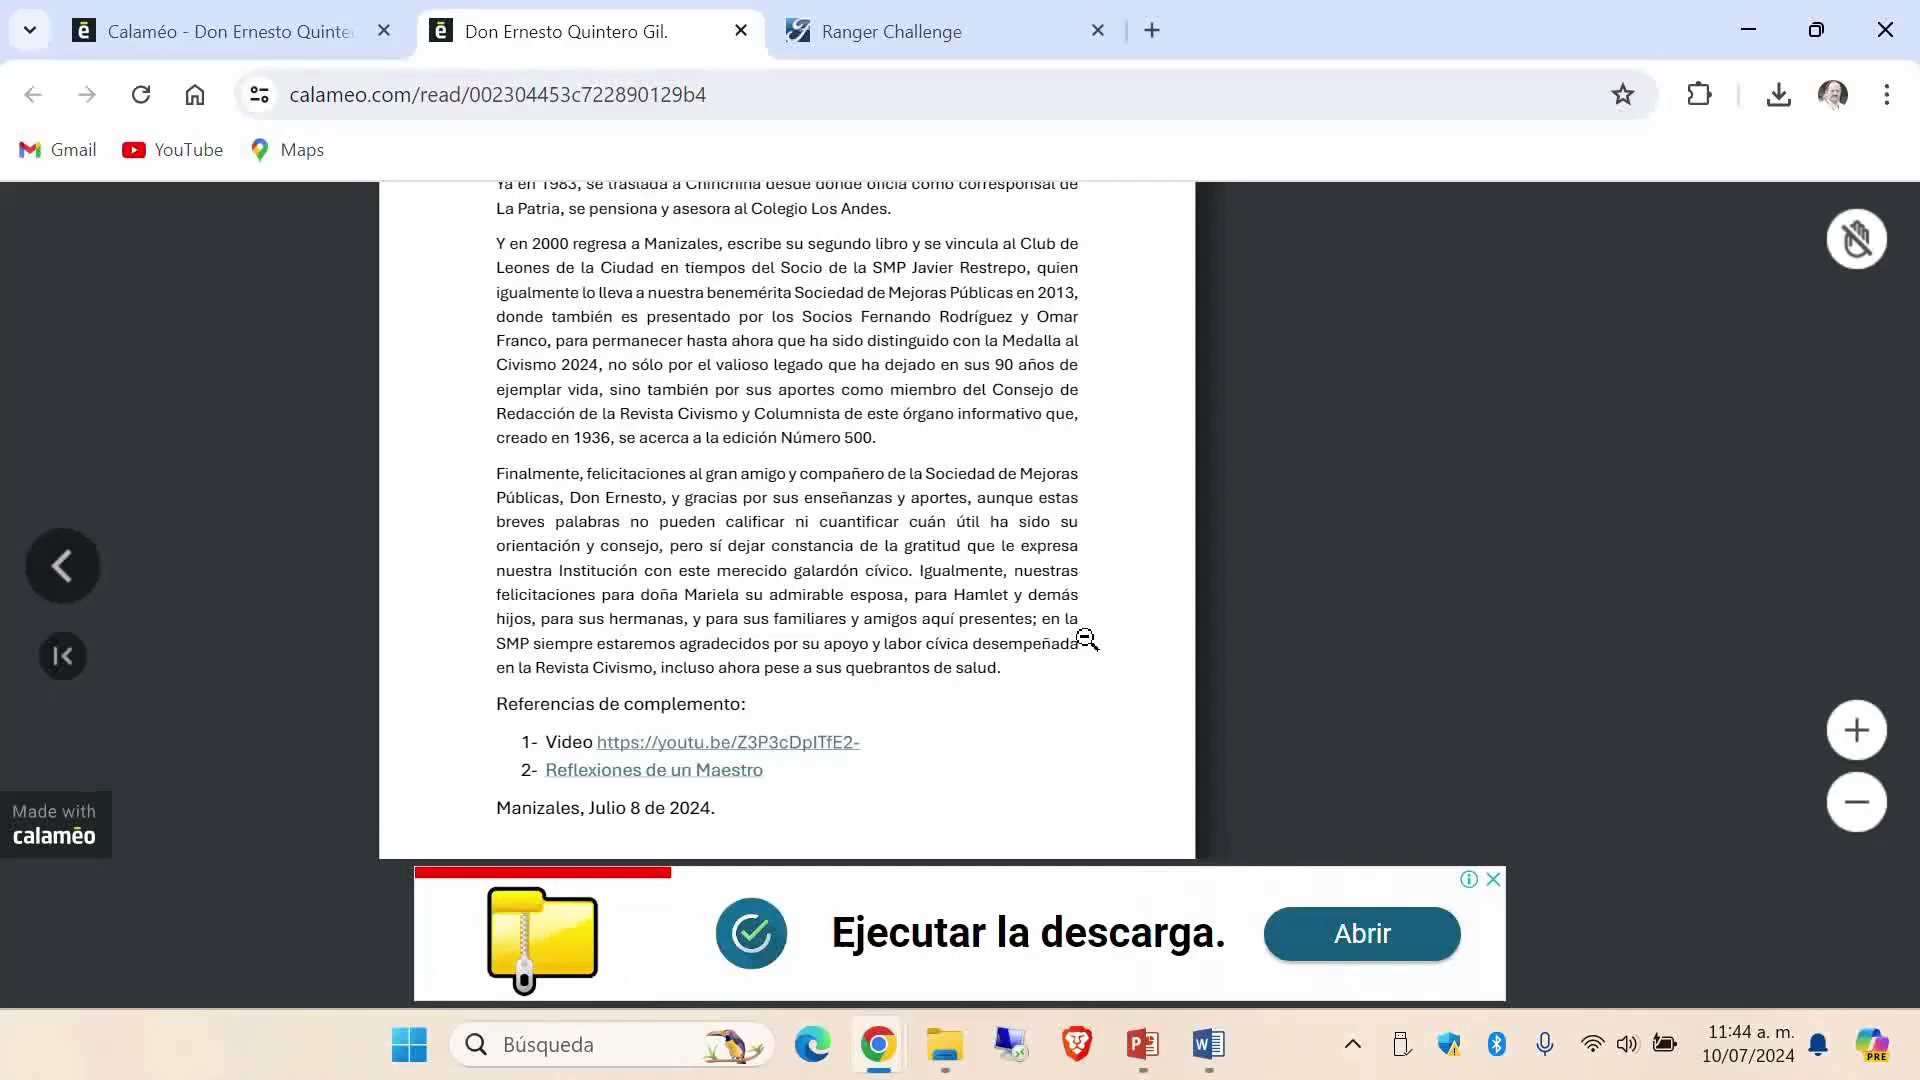 Calaméo - Don Ernesto Quinte
Don Ernesto Quintero Gil.
Ranger Challenge
calameo.com/read/002304453c722890129b4
Gmail
YouTube
Maps
Ya en 1983, se traslada a Chinchiná desde donde oficia como corresponsal de
La Patria, se pensiona y asesora al Colegio Los Andes.
Y en 2000 regresa a Manizales, escribe su segundo libro y se vincula al Club de
Leones de la Ciudad en tiempos del Socio de la SMP Javier Restrepo, quien
igualmente lo lleva a nuestra benemérita Sociedad de Mejoras Públicas en 2013,
donde también es presentado por los Socios Fernando Rodríguez y Omar
Franco, para permanecer hasta ahora que ha sido distinguido con la Medalla al
Civismo 2024, no sólo por el valioso legado que ha dejado en sus 90 años de
ejemplar vida, sino también por sus aportes como miembro del Consejo de
Redacción de la Revista Civismo y Columnista de este órgano informativo que,
creado en 1936, se acerca a la edición Número 500.
Finalmente, felicitaciones al gran amigo y compañero de la Sociedad de Mejoras
Públicas, Don Ernesto, y gracias por sus enseñanzas y aportes, aunque estas
breves palabras no pueden calificar ni cuantificar cuán útil ha sido su
orientación y consejo, pero sí dejar constancia de la gratitud que le expresa
nuestra Institución con este merecido galardón cívico. Igualmente, nuestras
felicitaciones para doña Mariela su admirable esposa, para Hamlet y demás
hijos, para sus hermanas, y para sus familiares y amigos aquí presentes; en la
SMP siempre estaremos agradecidos por su apoyo y labor cívica desempeñada
en la Revista Civismo, incluso ahora pese a sus quebrantos de salud.
Referencias de complemento:
1- Video https://youtu.be/Z3P3cDpITfE2-
2- Reflexiones de un Maestro
Manizales, Julio 8 de 2024.
Made with
calaméo
Ejecutar la descarga.
Abrir
Búsqueda
11:44 a. m.
10/07/2024
PRE